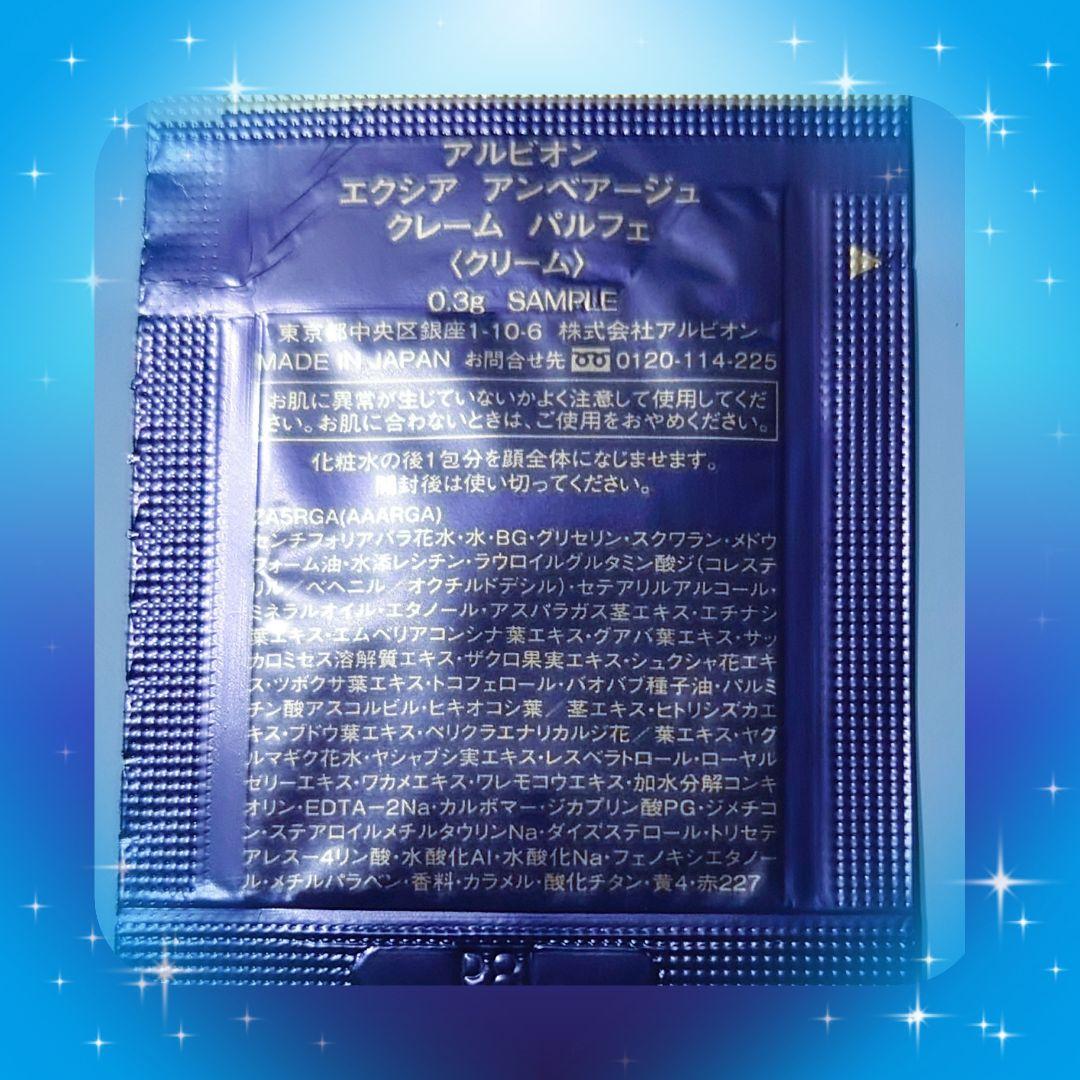 アルビオン
エクシア アンベアージュ
クレーム パルフェ
〈クリーム〉
0.3g SAMPLE
東京都中央区銀座1-10-6 株式会社アルビオン
MADE IN JAPAN お問合せ先 0120-114-225
お肌に異常が生じていないかよく注意して使用してくだ
さい。お肌に合わないときは、ご使用をおやめください。
化粧水の後1包分を顔全体になじませます。
開封後は使い切ってください。
ZA5RGA(AAARGA)
センチフォリアバラ花水・水・BG・グリセリン・スクワラン・メドウ
フォーム油・水添レシチン・ラウロイルグルタミン酸ジ(コレステ
リル/ベヘニル/オクチルドデシル)・セテアリルアルコール・
ミネラルオイル・エタノール・アスパラガス茎エキス・エチナシ
葉エキス・エムベリアコンシナ葉エキス・グアバ葉エキス・サッ
カロミセス溶解質エキス・ザクロ果実エキス・シュクシャ花エキ
ス・ツボクサ葉エキス・トコフェロール・バオバブ種子油・パルミ
チン酸アスコルビル・ヒキオコシ葉/茎エキス・ヒトリシズカエ
キス・ブドウ葉エキス・ヘリクラエナリカルジ花/葉エキス・ヤグ
ルマギク花水・ヤシャブシ実エキス・レスベラトロール・ローヤル
ゼリーエキス・ワカメエキス・ワレモコウエキス・加水分解コンキ
オリン・EDTA-2Na・カルボマー・ジカプリン酸PG・ジメチコ
ン・ステアロイルメチルタウリンNa・ダイズステロール・トリセテ
アレス-4リン酸・水酸化Al・水酸化Na・フェノキシエタノー
ル・メチルパラベン・香料・カラメル・酸化チタン・黄4・赤227